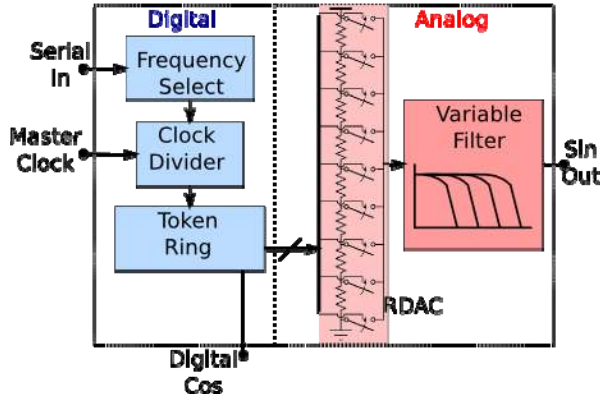 Digital
Analog
Serial
In
Frequency
Select
Master
Clock
Clock
Divider
Token
Ring
Variable
Filter
Sin
Out
RDAC
Digital
Cos